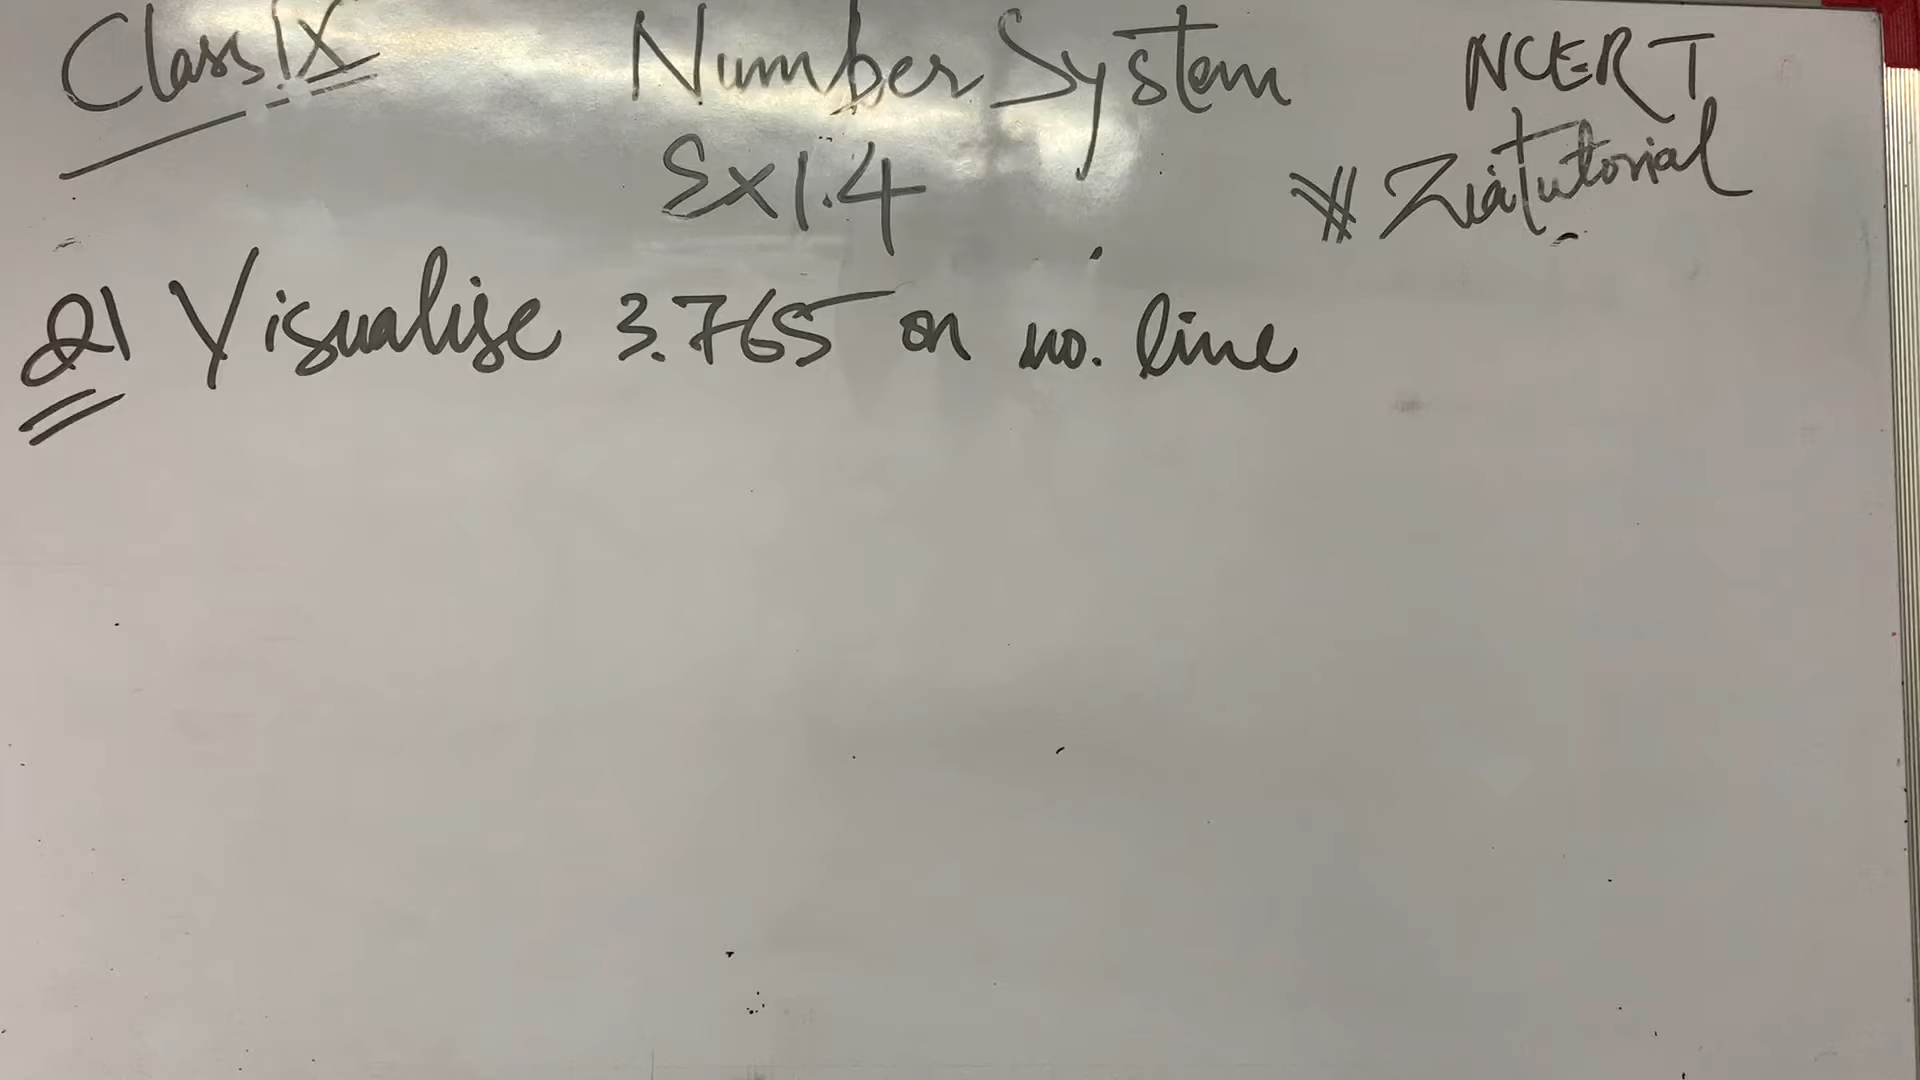 Class IX Number System NCERT
Ex 1.4 # Ziatutorial
Q1 Visualise 3.765 on no. line